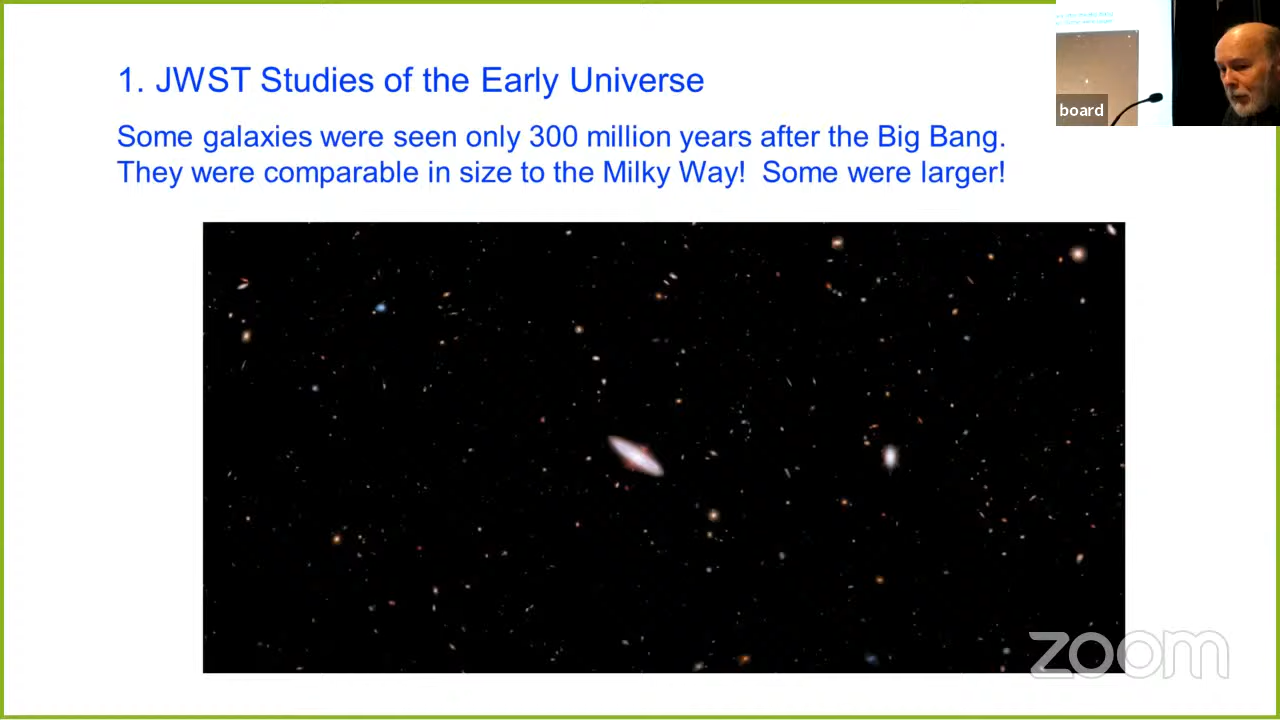 1. JWST Studies of the Early Universe
Some galaxies were seen only 300 million years after the Big Bang.
They were comparable in size to the Milky Way!  Some were larger!
board
zoom